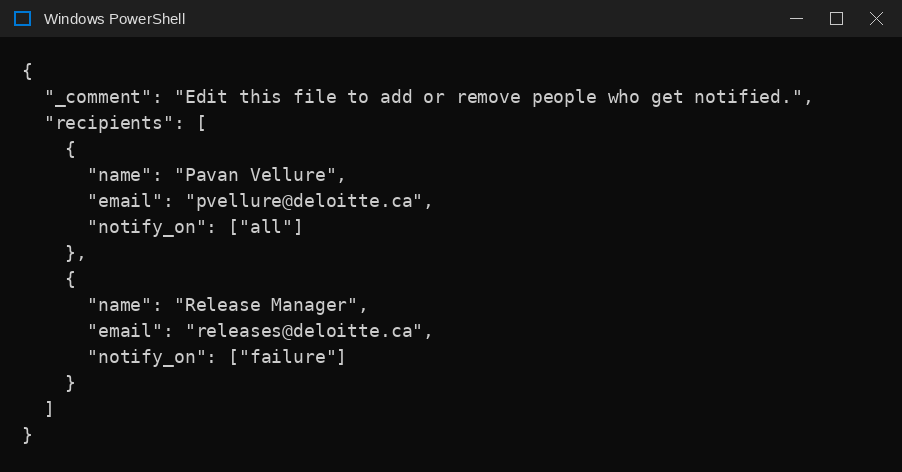 Windows PowerShell
{
  "_comment": "Edit this file to add or remove people who get notified.",
  "recipients": [
    {
      "name": "Pavan Vellure",
      "email": "pvellure@deloitte.ca",
      "notify_on": ["all"]
    },
    {
      "name": "Release Manager",
      "email": "releases@deloitte.ca",
      "notify_on": ["failure"]
    }
  ]
}